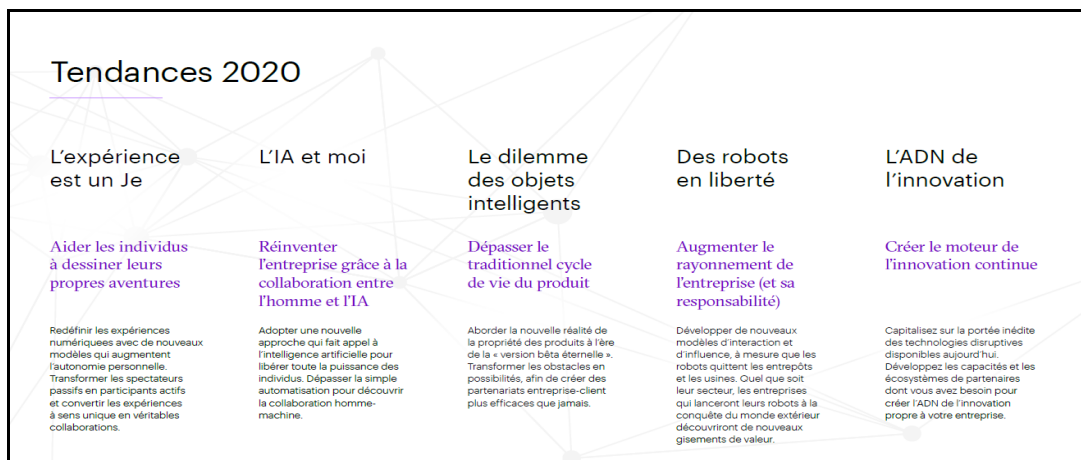 Tendances 2020
L'expérience
est un Je
Aider les individus
à dessiner leurs
propres aventures
Redéfinir les expériences
numériquees avec de nouveaux
modèles qui augmentent
l'autonomie personnelle.
Transformer les spectateurs
passifs en participants actifs
et convertir les expériences
à sens unique en véritables
collaborations.
L'IA et moi
Réinventer
l'entreprise grâce à la
collaboration entre
l'homme et l'IA
Adopter une nouvelle
approche qui fait appel à
l'intelligence artificielle pour
libérer toute la puissance des
individus. Dépasser la simple
automatisation pour découvrir
la collaboration homme-
machine.
Le dilemme
des objets
intelligents
Dépasser le
traditionnel cycle
de vie du produit
Aborder la nouvelle réalité de
la propriété des produits à l'ère
de la « version bêta éternelle ».
Transformer les obstacles en
possibilités, afin de créer des
partenariats entreprise-client
plus efficaces que jamais.
Des robots
en liberté
Augmenter le
rayonnement de
l'entreprise (et sa
responsabilité)
Développer de nouveaux
modèles d'interaction et
d'influence, à mesure que les
robots quittent les entrepôts
et les usines. Quel que soit
leur secteur, les entreprises
qui lanceront leurs robots à la
conquête du monde extérieur
découvriront de nouveaux
gisements de valeur.
L'ADN de
l'innovation
Créer le moteur de
l'innovation continue
Capitalisez sur la portée inédite
des technologies disruptives
disponibles aujourd'hui.
Développez les capacités et les
écosystèmes de partenaires
dont vous avez besoin pour
créer l'ADN de l'innovation
propre à votre entreprise.